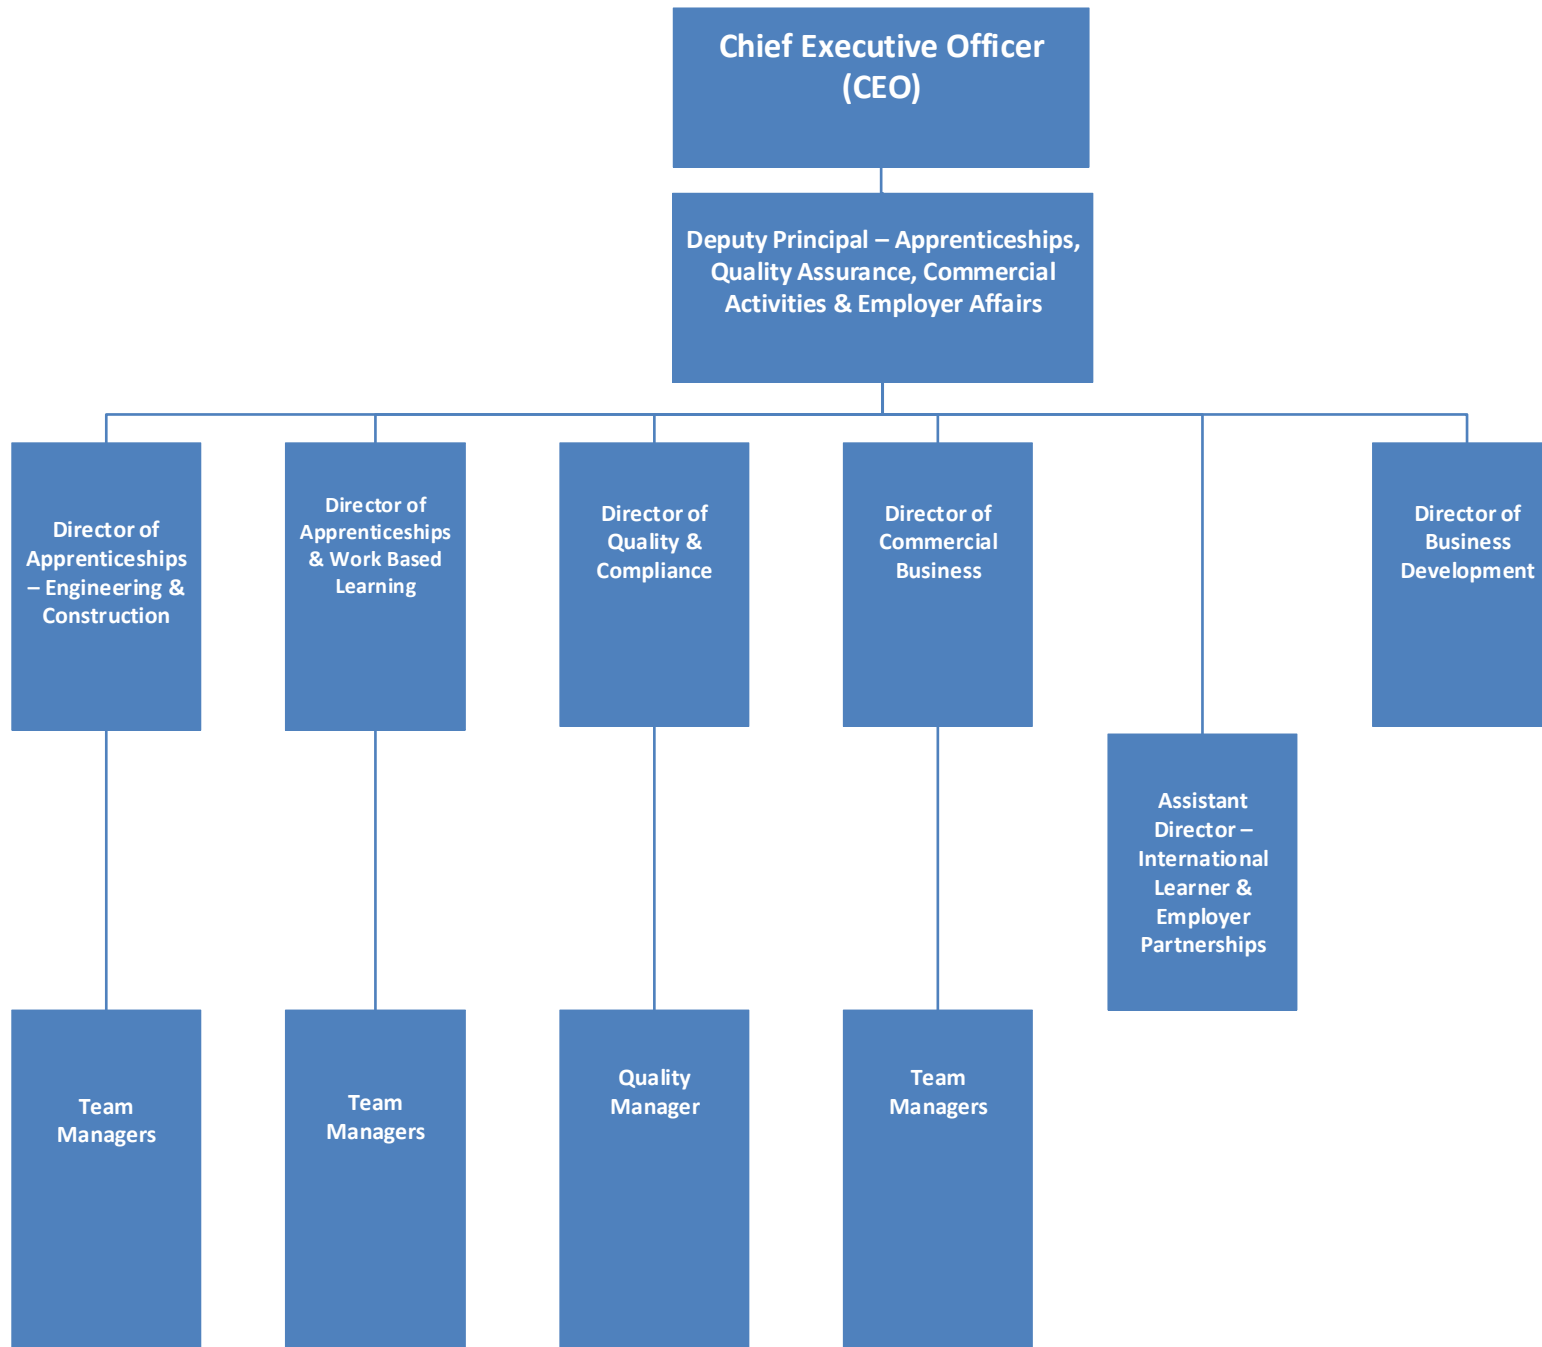 Chief Executive Officer
(CEO)
Deputy Principal – Apprenticeships,
Quality Assurance, Commercial
Activities & Employer Affairs
Director of
Apprenticeships
– Engineering &
Construction
Director of
Apprenticeships
& Work Based
Learning
Director of
Quality &
Compliance
Director of
Commercial
Business
Director of
Business
Development
Assistant
Director –
International
Learner &
Employer
Partnerships
Team
Managers
Team
Managers
Quality
Manager
Team
Managers